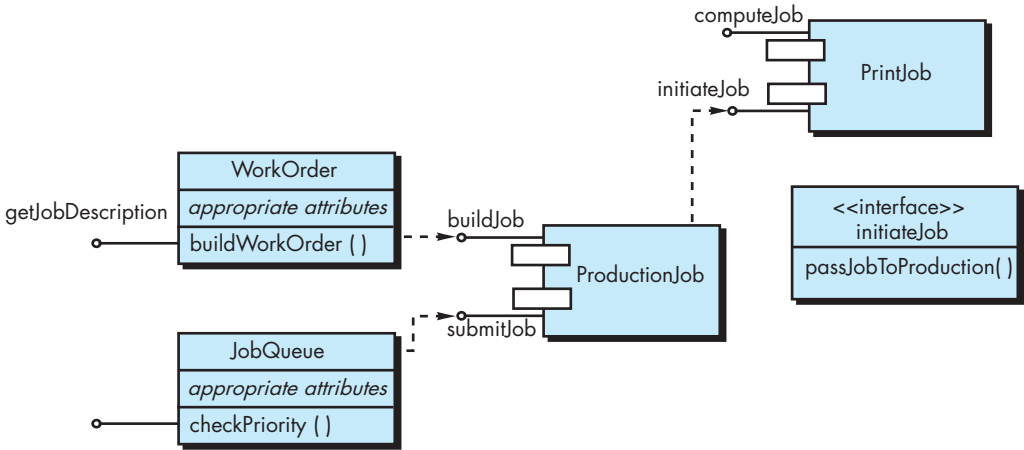 computeJob
PrintJob
initiateJob
WorkOrder
appropriate attributes
getJobDescription
buildWorkOrder ( )
buildJob
<<interface>>
initiateJob
passJobToProduction( )
ProductionJob
submitJob
JobQueue
appropriate attributes
checkPriority ( )